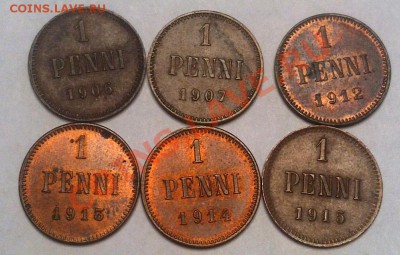 COINS.LAVE.RU
1
PENNI
1905
1
PENNI
1907
1
PENNI
1912
1
PENNI
1913
1
PENNI
1914
1
PENNI
1915